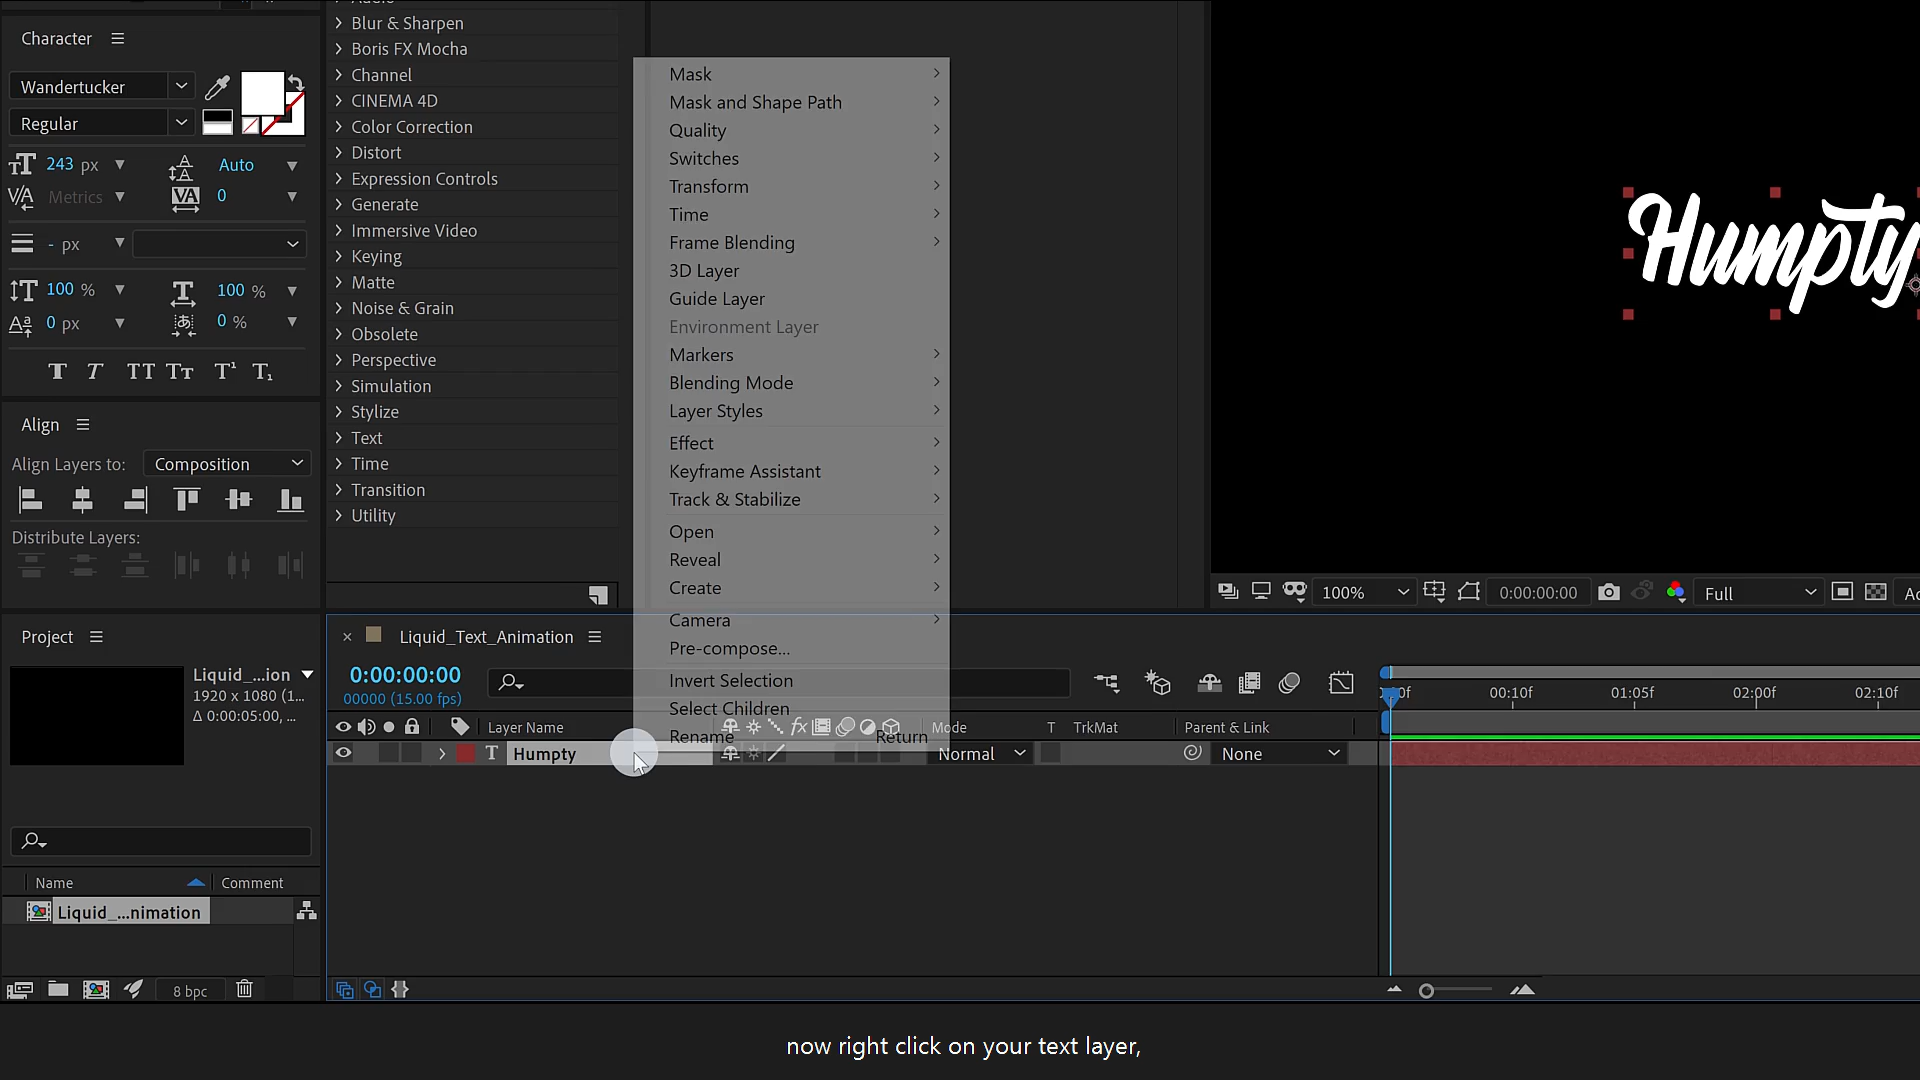 Character
Wandertucker
Regular
243 px
Auto
Metrics
0
- px
100 %
100 %
0 px
0 %
Align
Align Layers to:
Composition
Distribute Layers:
Project
Liquid_...ion
1920 x 1080 (1...
Δ 0:00:05:00, ...
Name
Comment
Liquid_...nimation
8 bpc
Blur & Sharpen
Boris FX Mocha
Channel
CINEMA 4D
Color Correction
Distort
Expression Controls
Generate
Immersive Video
Keying
Matte
Noise & Grain
Obsolete
Perspective
Simulation
Stylize
Text
Time
Transition
Utility
Mask
Mask and Shape Path
Quality
Switches
Transform
Time
Frame Blending
3D Layer
Guide Layer
Environment Layer
Markers
Blending Mode
Layer Styles
Effect
Keyframe Assistant
Track & Stabilize
Open
Reveal
Create
Camera
Pre-compose...
Invert Selection
Select Children
Rename Return
Humpty
100%
0:00:00:00
Full
Liquid_Text_Animation
0:00:00:00
00000 (15.00 fps)
00:10f
01:05f
02:00f
02:10f
Layer Name
fx
Mode
T
TrkMat
Parent & Link
T Humpty
Normal
None
now right click on your text layer,